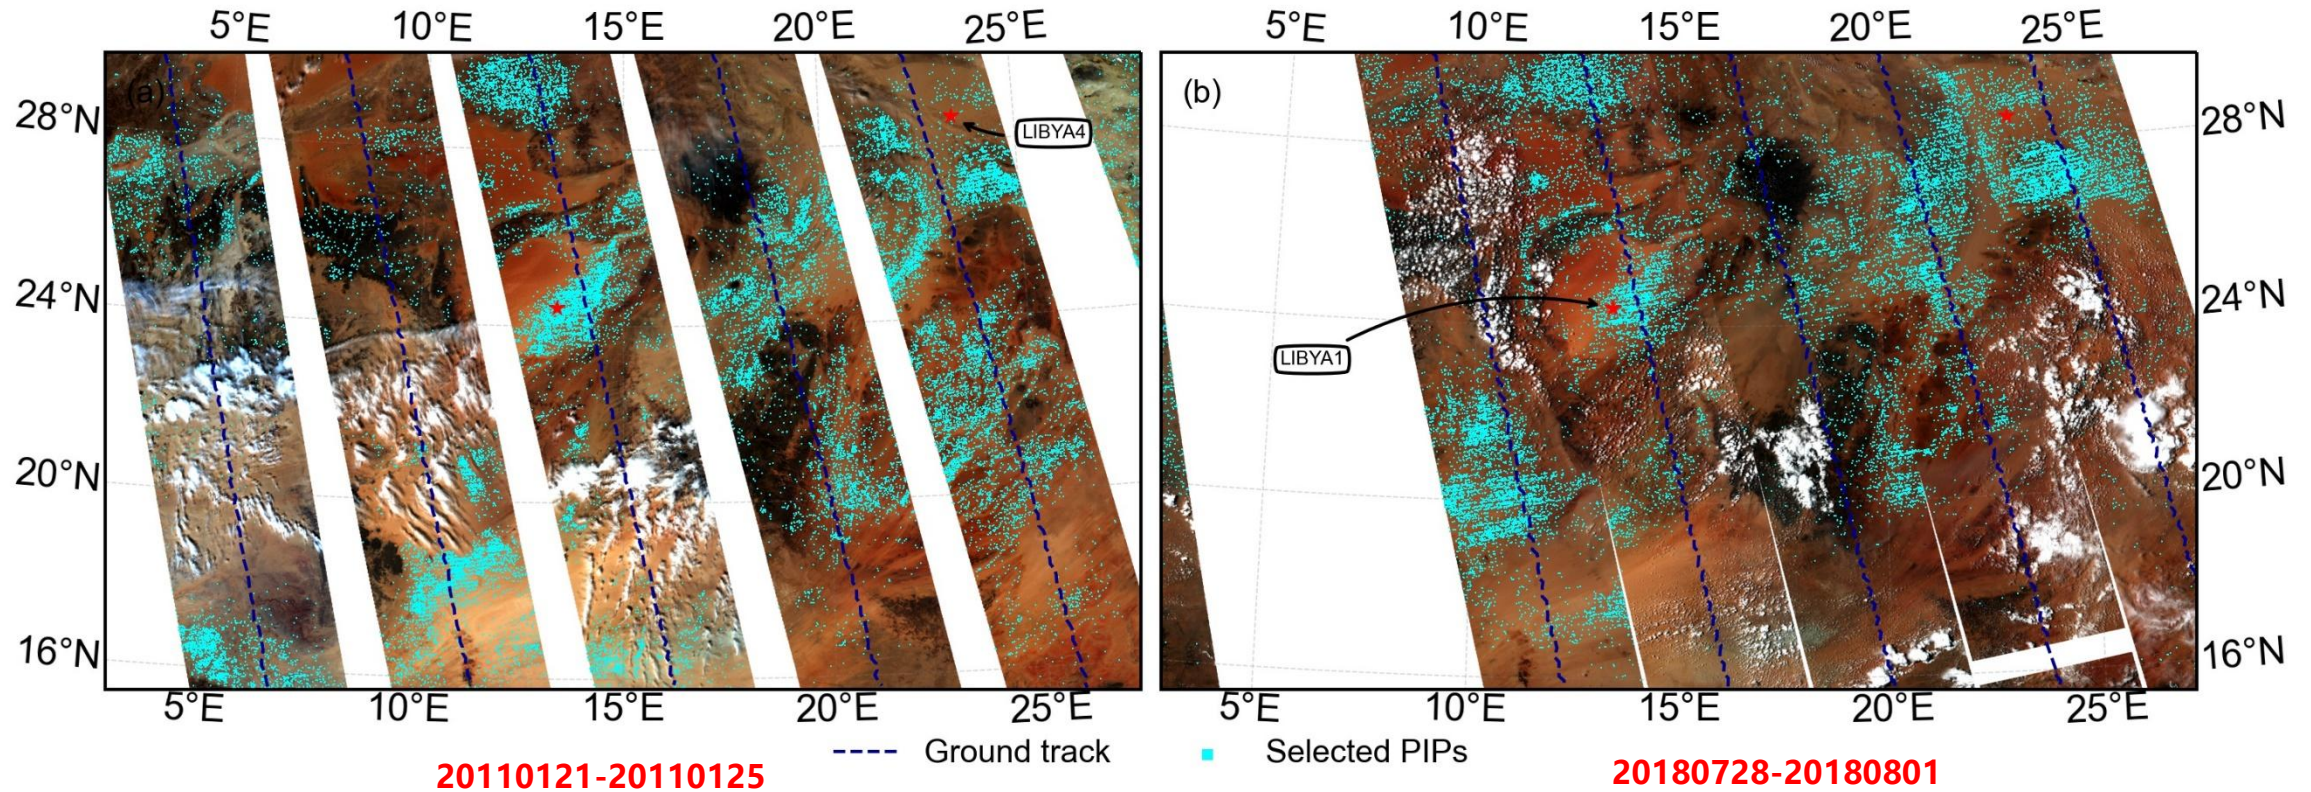 5°E 10°E 15°E 20°E 25°E 5°E 10°E 15°E 20°E 25°E
(a) (b)
28°N 28°N
LIBYA4
24°N 24°N
LIBYA1
20°N 20°N
16°N 16°N
5°E 10°E 15°E 20°E 25°E 5°E 10°E 15°E 20°E 25°E
Ground track Selected PIPs
20110121-20110125 20180728-20180801